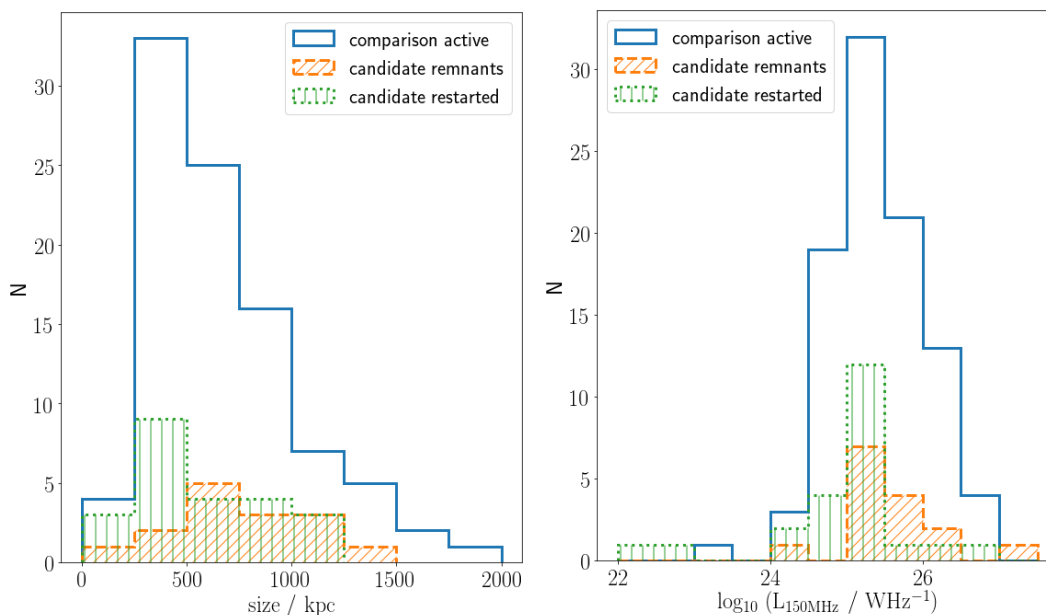 comparison active
candidate remnants
candidate restarted
30
25
20
15
10
5
0
N
0 500 1000 1500 2000
size / kpc
comparison active
candidate remnants
candidate restarted
30
25
20
15
10
5
0
N
22 24 26
log₁₀ (L₁₅₀MHz / WHz⁻¹)